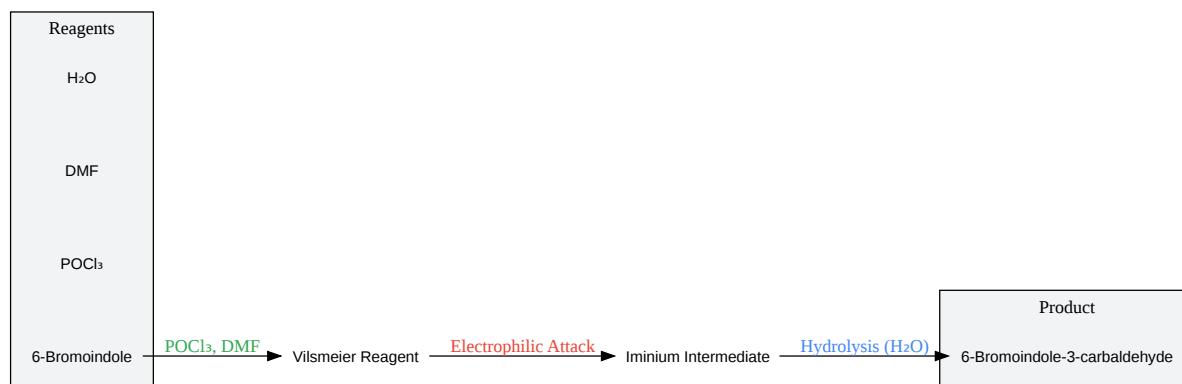 Reagents
H₂O
DMF
POCl₃
6-Bromoindole
POCl₃, DMF
Vilsmeier Reagent
Electrophilic Attack
Iminium Intermediate
Hydrolysis (H₂O)
Product
6-Bromoindole-3-carbaldehyde